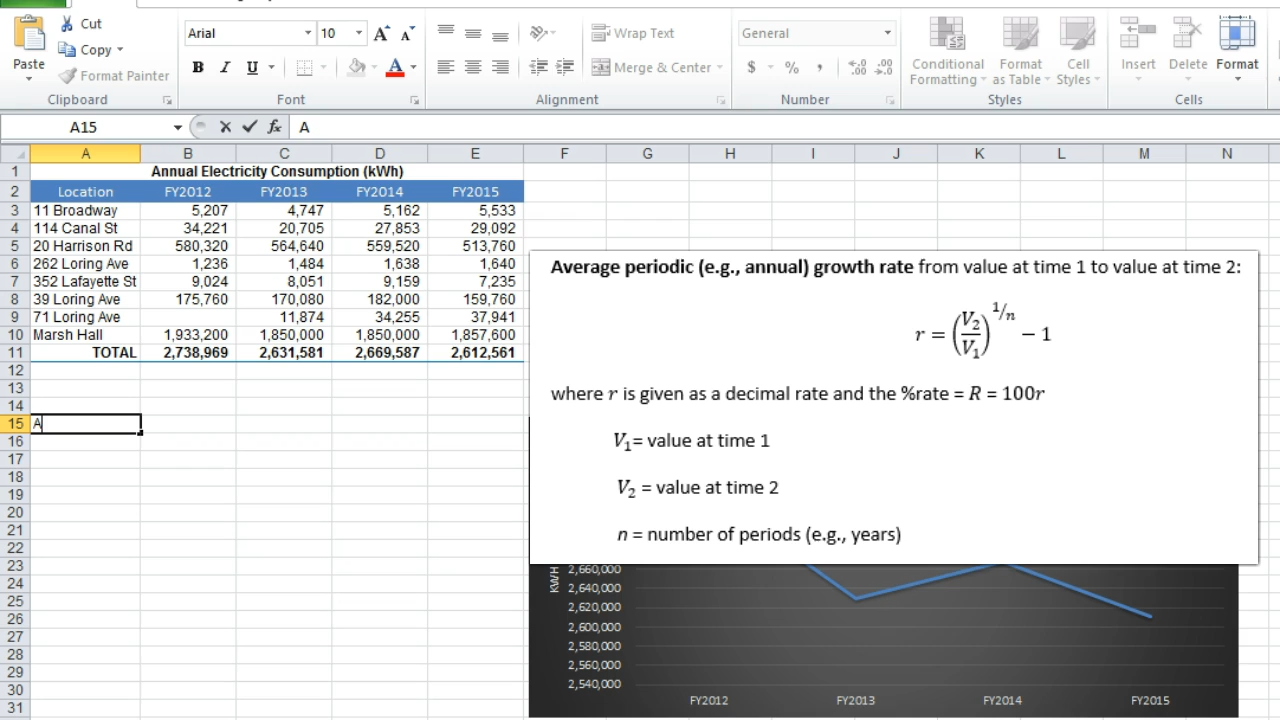 Cut
Copy
Paste
Format Painter
Clipboard
Arial
10
A A
B I U
A
Font
Wrap Text
Merge & Center
Alignment
General
$ % ,
Number
Conditional Formatting
Format as Table
Cell Styles
Styles
Insert
Delete
Format
Cells
A15
fx
A
A B C D E F G H I J K L M N
1 Annual Electricity Consumption (kWh)
2 Location FY2012 FY2013 FY2014 FY2015
3 11 Broadway 5,207 4,747 5,162 5,533
4 114 Canal St 34,221 20,705 27,853 29,092
5 20 Harrison Rd 580,320 564,640 559,520 513,760
6 262 Loring Ave 1,236 1,484 1,638 1,640
7 352 Lafayette St 9,024 8,051 9,159 7,235
8 39 Loring Ave 175,760 170,080 182,000 159,760
9 71 Loring Ave 11,874 34,255 37,941
10 Marsh Hall 1,933,200 1,850,000 1,850,000 1,857,600
11 TOTAL 2,738,969 2,631,581 2,669,587 2,612,561
12
13
14
15 A
16
17
18
19
20
21
22
23
24
25
26
27
28
29
30
31
Average periodic (e.g., annual) growth rate from value at time 1 to value at time 2:
r = (V₂/V₁)^1/n − 1
where r is given as a decimal rate and the %rate = R = 100r
V₁= value at time 1
V₂ = value at time 2
n = number of periods (e.g., years)
KWH
2,660,000
2,640,000
2,620,000
2,600,000
2,580,000
2,560,000
2,540,000
FY2012 FY2013 FY2014 FY2015